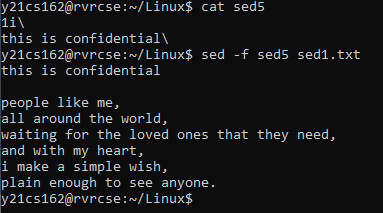 y21cs162@rvrcse:~/Linux$ cat sed5
1i\
this is confidential\
y21cs162@rvrcse:~/Linux$ sed -f sed5 sed1.txt
this is confidential

people like me,
all around the world,
waiting for the loved ones that they need,
and with my heart,
i make a simple wish,
plain enough to see anyone.
y21cs162@rvrcse:~/Linux$